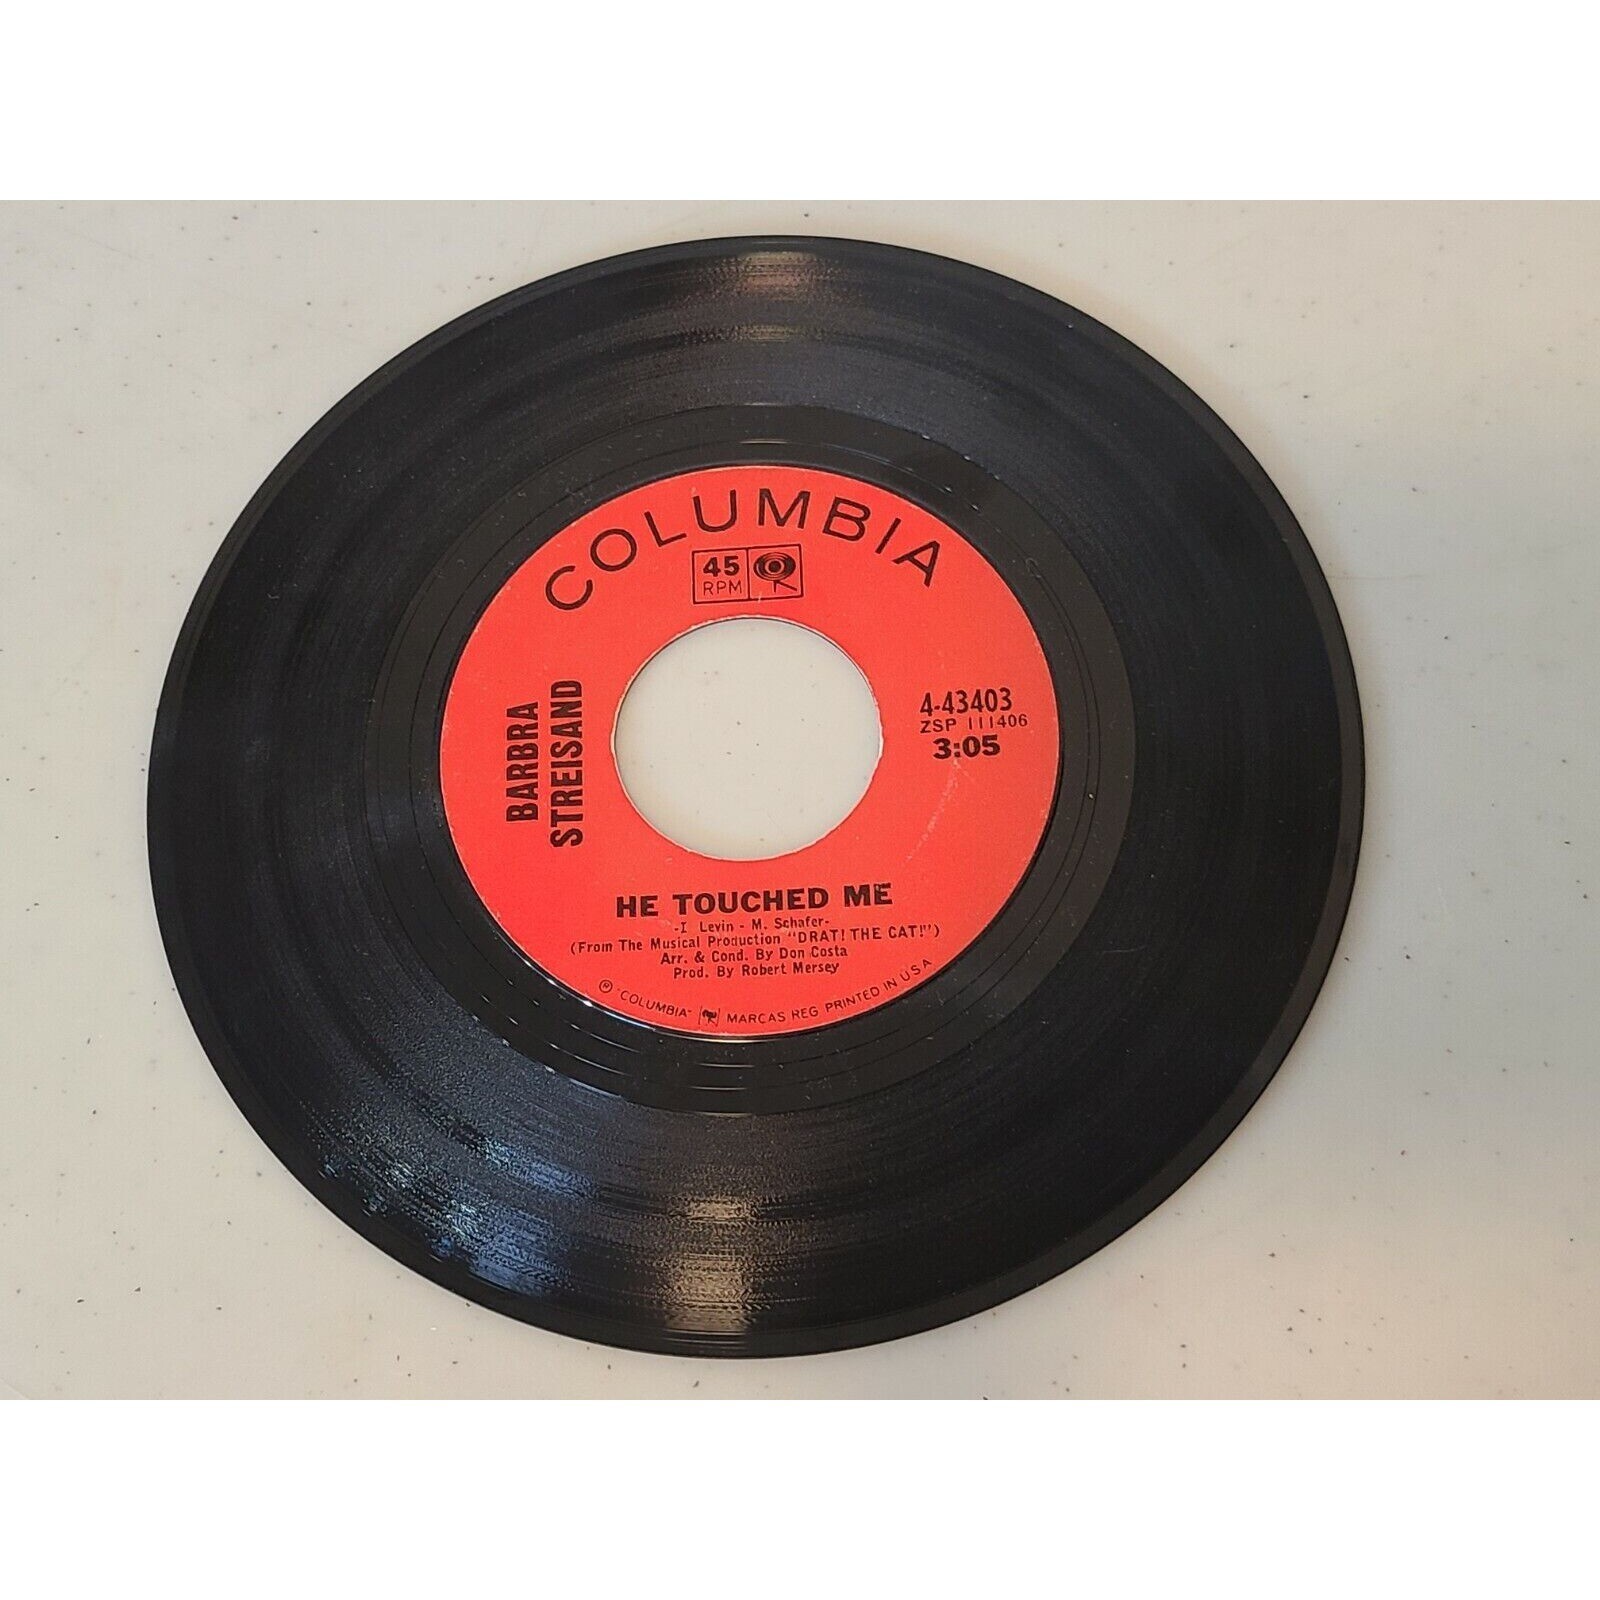 COLUMBIA
45
RPM
BARBRA
STREISAND
4-43403
ZSP 111406
3:05
HE TOUCHED ME
-I Levin - M. Schafer-
(From The Musical Production "DRAT! THE CAT!")
Arr. & Cond. By Don Costa
Prod. By Robert Mersey
® "COLUMBIA" MARCAS REG PRINTED IN USA